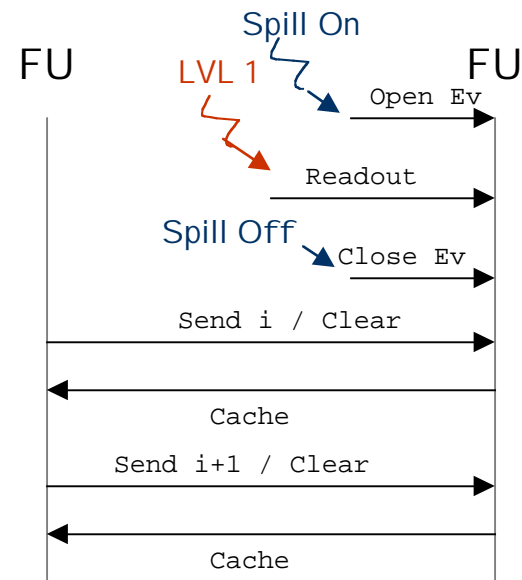 Spill On
FU
FU
LVL 1
Open Ev
Readout
Spill Off
Close Ev
Send i / Clear
Cache
Send i+1 / Clear
Cache